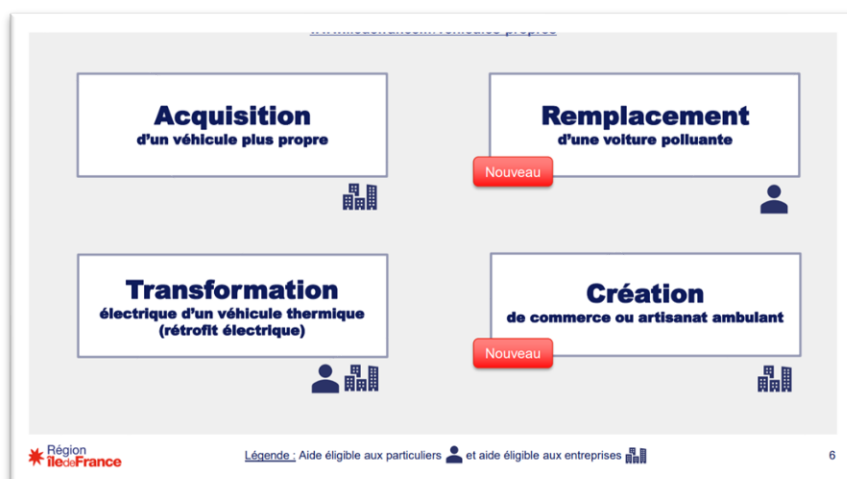 Acquisition
d'un véhicule plus propre
Remplacement
d'une voiture polluante
Nouveau
Transformation
électrique d'un véhicule thermique
(rétrofit électrique)
Création
de commerce ou artisanat ambulant
Nouveau
Région
îledeFrance
Légende : Aide éligible aux particuliers et aide éligible aux entreprises
6